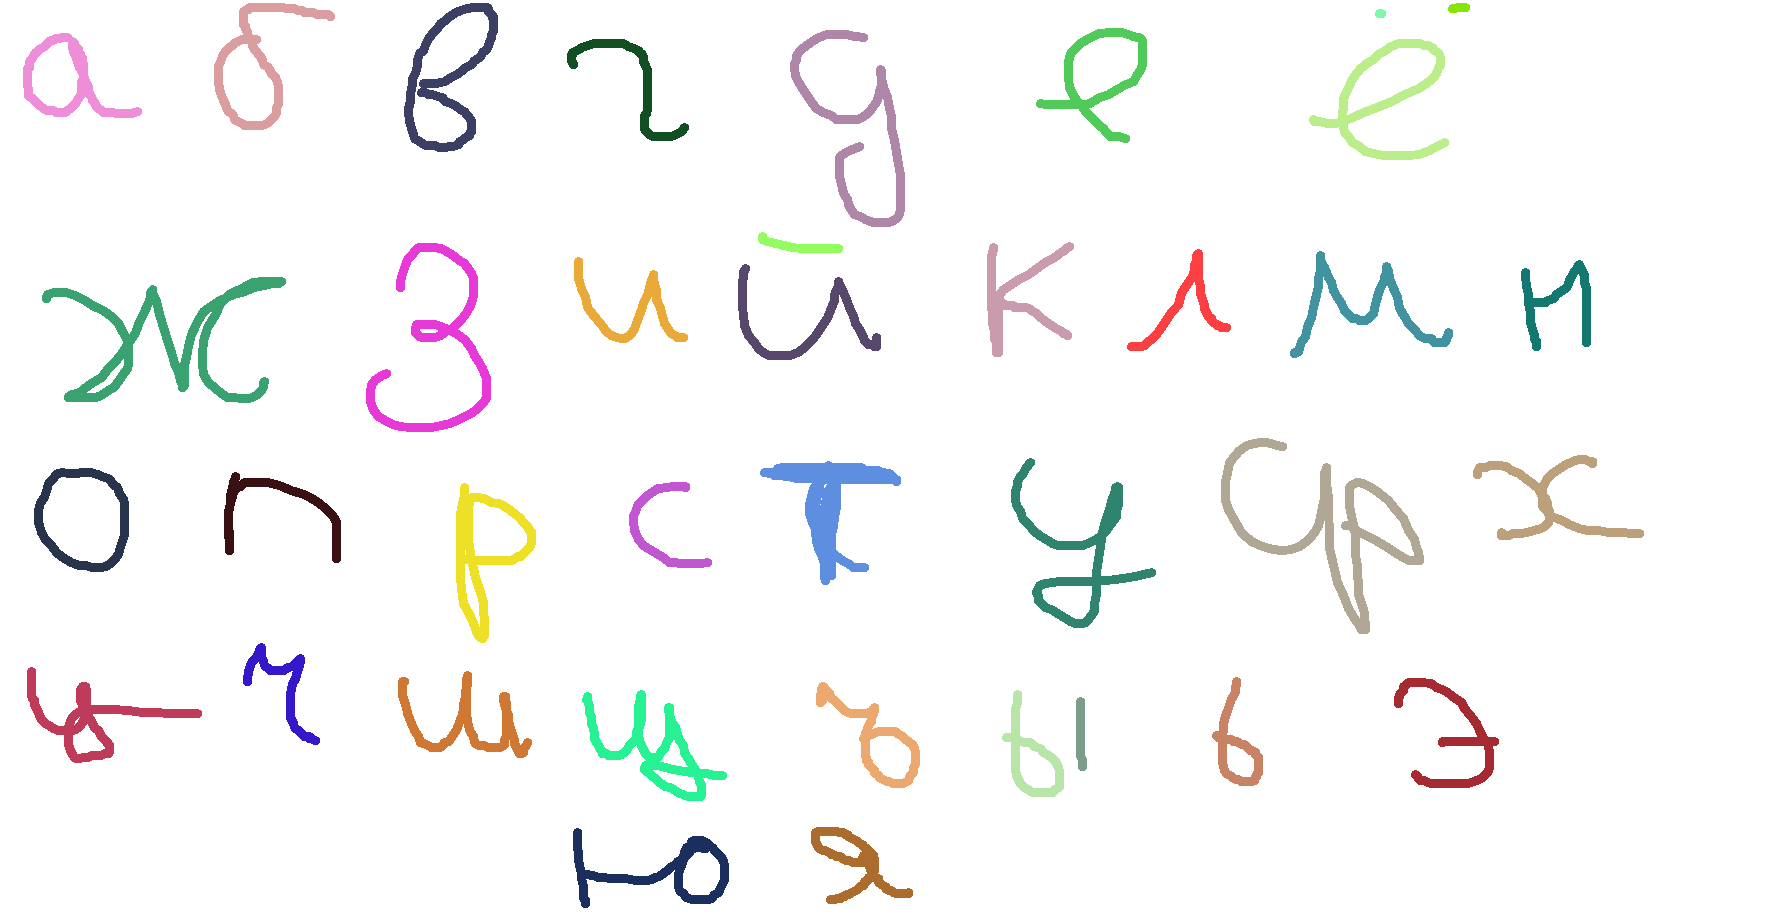 а б в г д е ё
ж з и й к л м н
о п р с т у ф х
ц ч ш щ ъ ы ь э
ю я